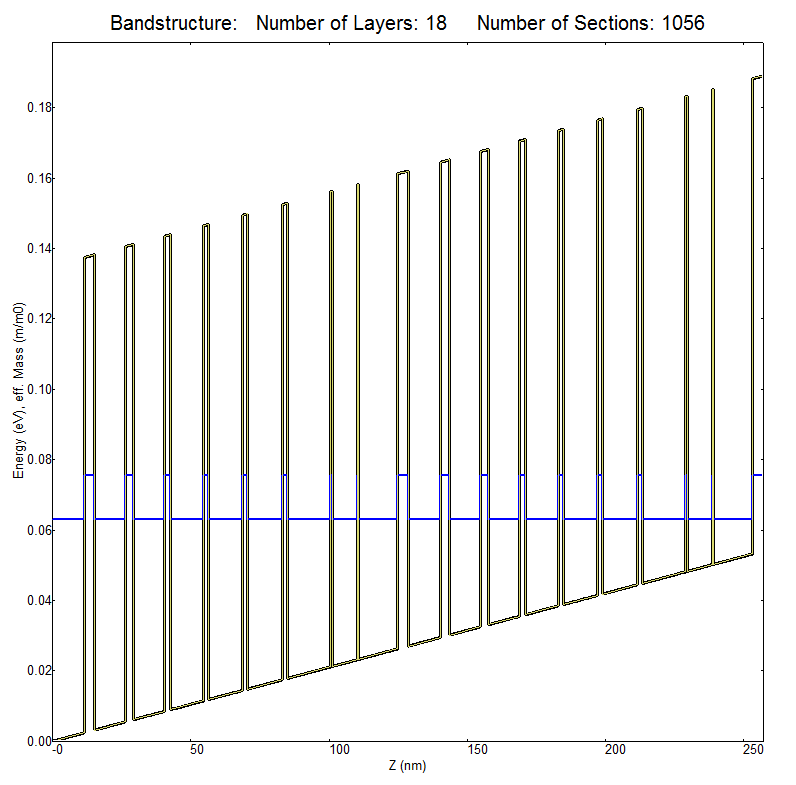 Bandstructure: Number of Layers: 18 Number of Sections: 1056
0.18
0.16
0.14
0.12
0.10
0.08
0.06
0.04
0.02
0.00
Energy (eV), eff. Mass (m/m0)
-0 50 100 150 200 250
Z (nm)